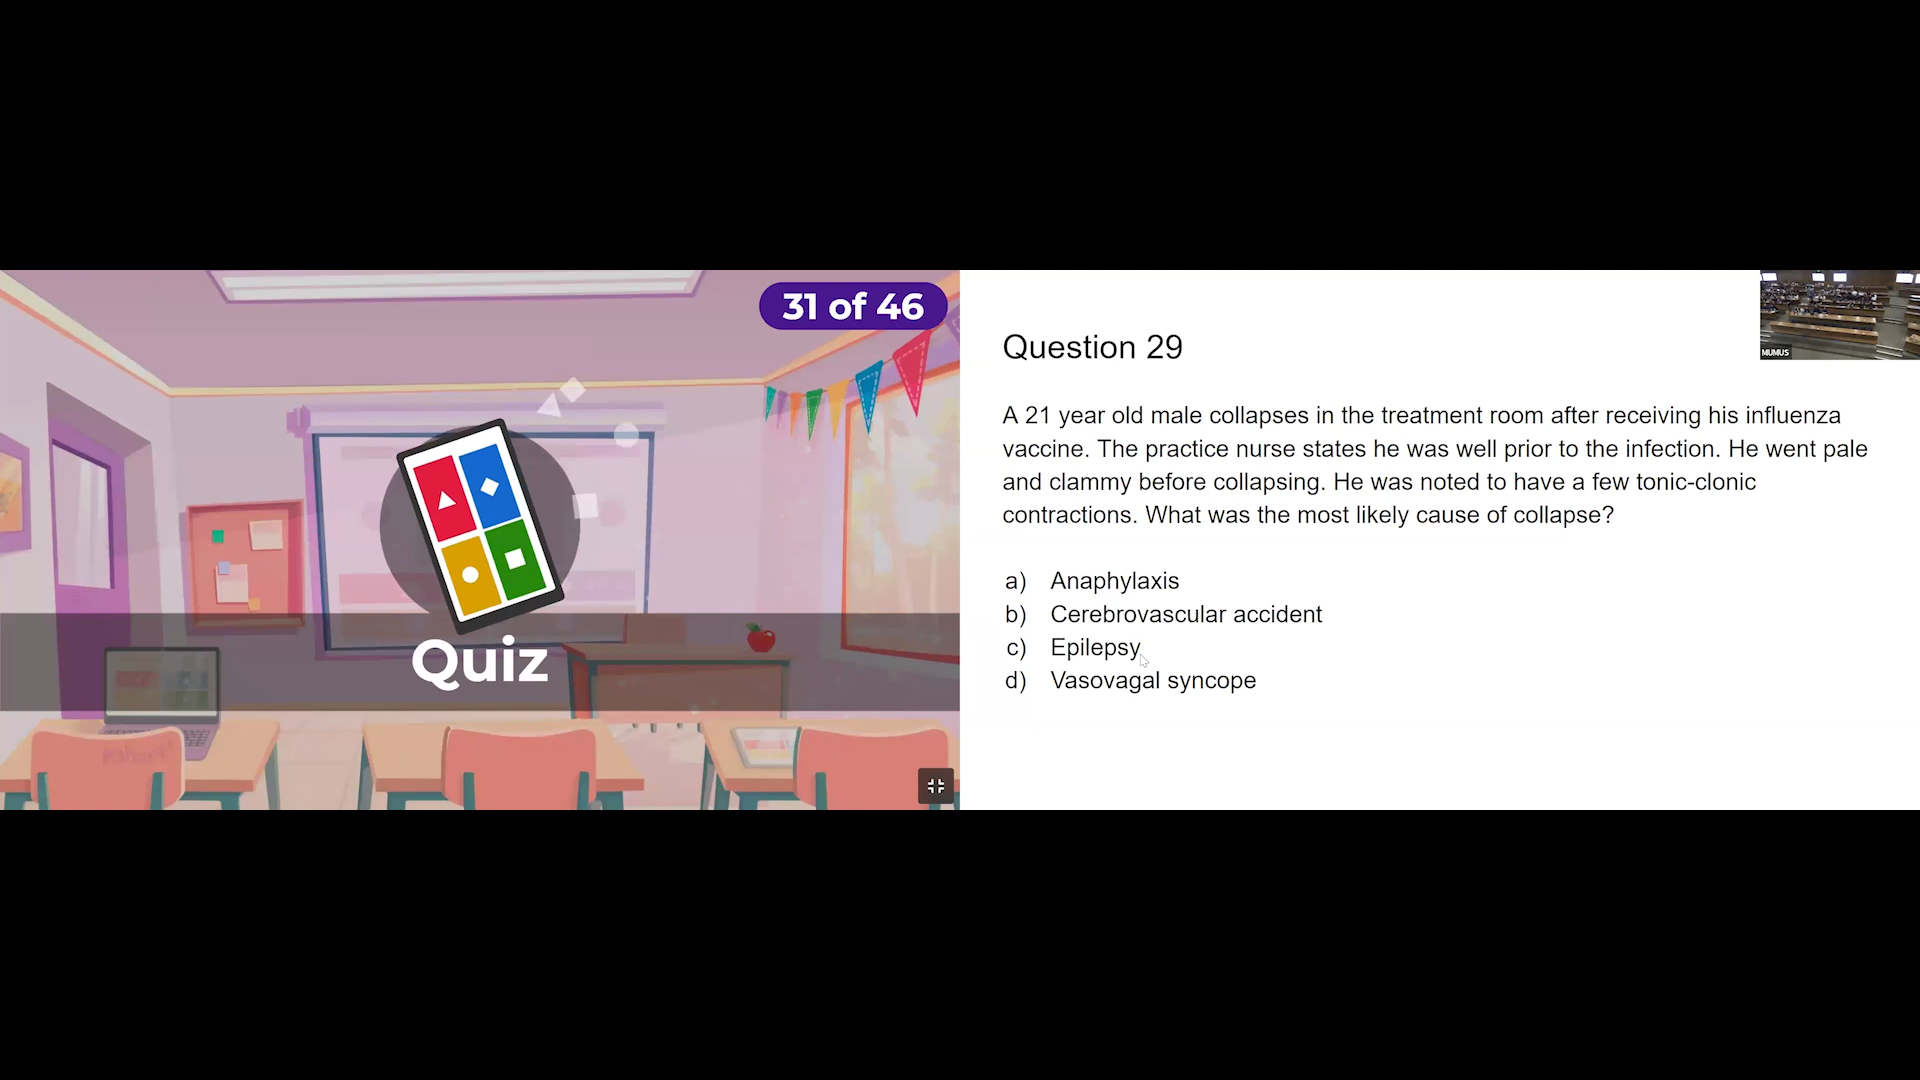 31 of 46
Quiz
Question 29
MUMUS
A 21 year old male collapses in the treatment room after receiving his influenza
vaccine. The practice nurse states he was well prior to the infection. He went pale
and clammy before collapsing. He was noted to have a few tonic-clonic
contractions. What was the most likely cause of collapse?
a) Anaphylaxis
b) Cerebrovascular accident
c) Epilepsy
d) Vasovagal syncope